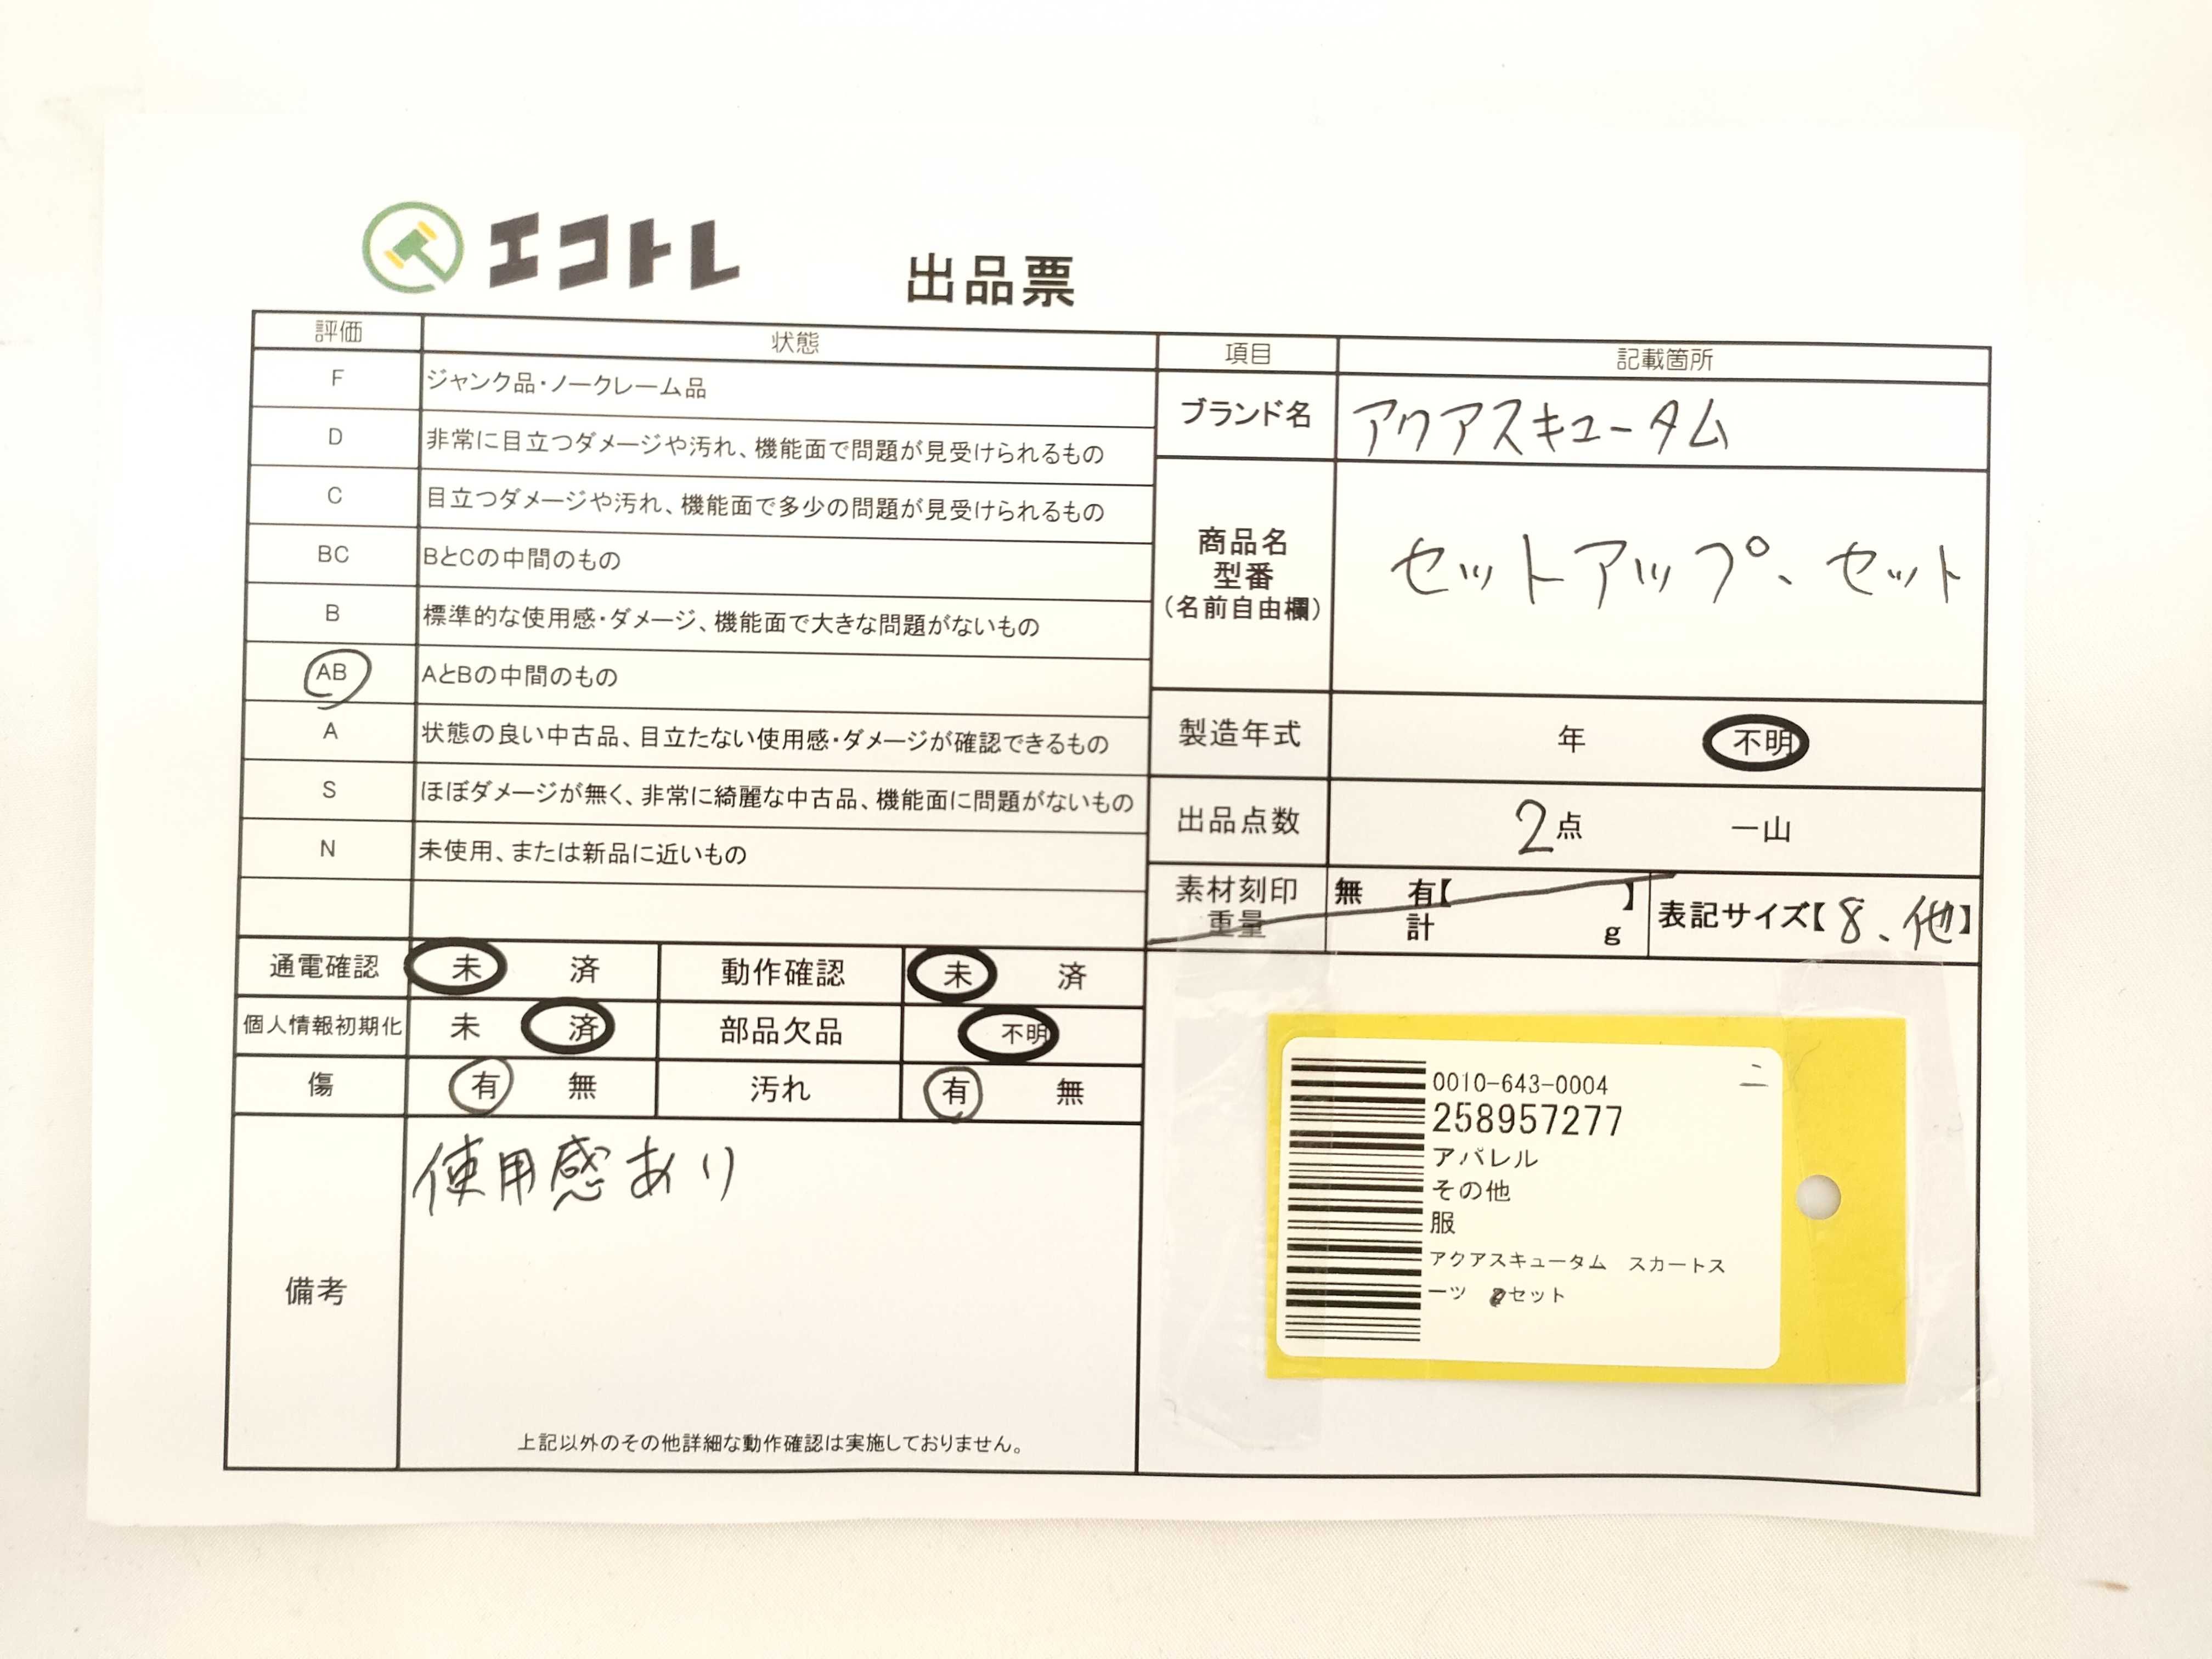 エコトレ
出品票
評価 状態
F ジャンク品・ノークレーム品
D 非常に目立つダメージや汚れ、機能面で問題が見受けられるもの
C 目立つダメージや汚れ、機能面で多少の問題が見受けられるもの
BC BとCの中間のもの
B 標準的な使用感・ダメージ、機能面で大きな問題がないもの
AB AとBの中間のもの
A 状態の良い中古品、目立たない使用感・ダメージが確認できるもの
S ほぼダメージが無く、非常に綺麗な中古品、機能面に問題がないもの
N 未使用、または新品に近いもの
通電確認 未 済 動作確認 未 済
個人情報初期化 未 済 部品欠品 不明
傷 有 無 汚れ 有 無
備考
使用感あり
上記以外のその他詳細な動作確認は実施しておりません。
項目 記載箇所
ブランド名 アクアスキュータム
商品名
型番
(名前自由欄)
セットアップ、セット
製造年式 年 不明
出品点数 2点 一山
素材刻印 無 有【 】
重量 計 g
表記サイズ【8、他】
0010-643-0004 ニ
258957277
アパレル
その他
服
アクアスキュータム スカートス
ーツ セット